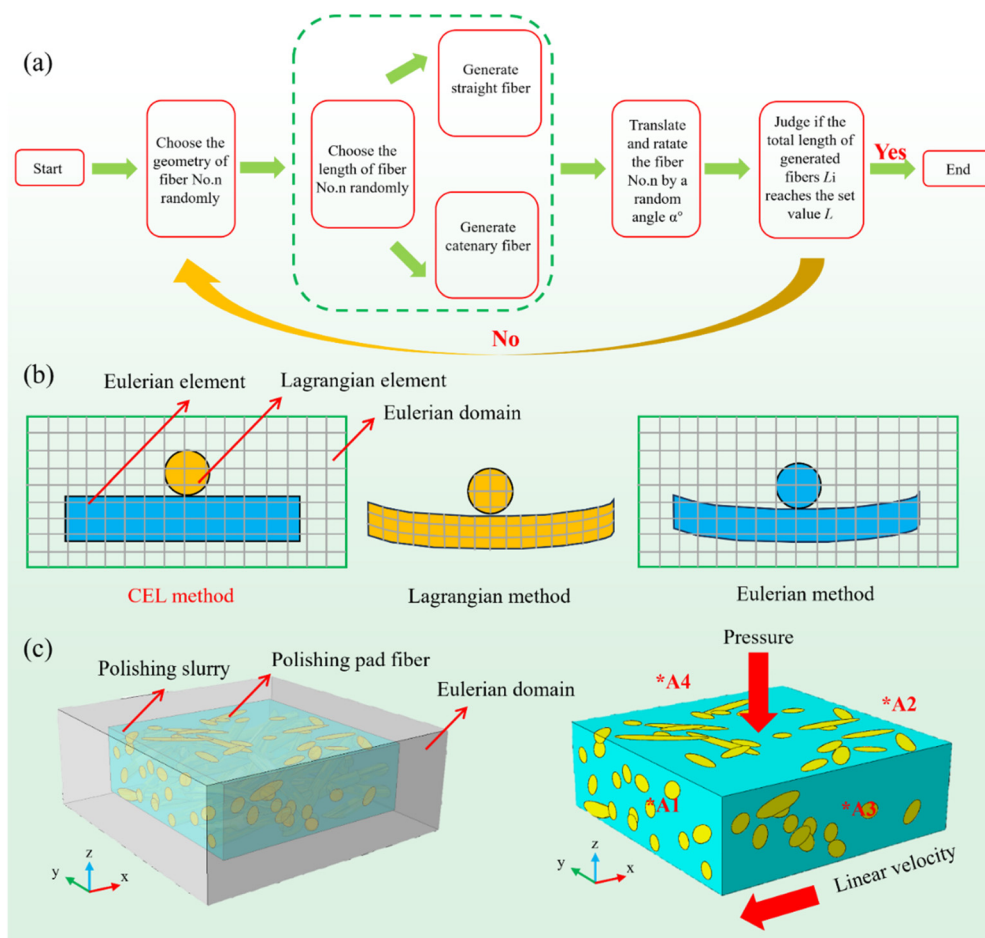 (a)
Start
Choose the
geometry of
fiber No.n
randomly
Choose the
length of fiber
No.n randomly
Generate
straight fiber
Generate
catenary fiber
Translate
and ratate
the fiber
No.n by a
random
angle α°
Judge if the
total length of
generated
fibers Li
reaches the set
value L
Yes
End
No
(b)
Eulerian element
Lagrangian element
Eulerian domain
CEL method
Lagrangian method
Eulerian method
(c)
Polishing slurry
Polishing pad fiber
Eulerian domain
z
y
x
Pressure
*A4
*A2
*A1
*A3
Linear velocity
z
y
x